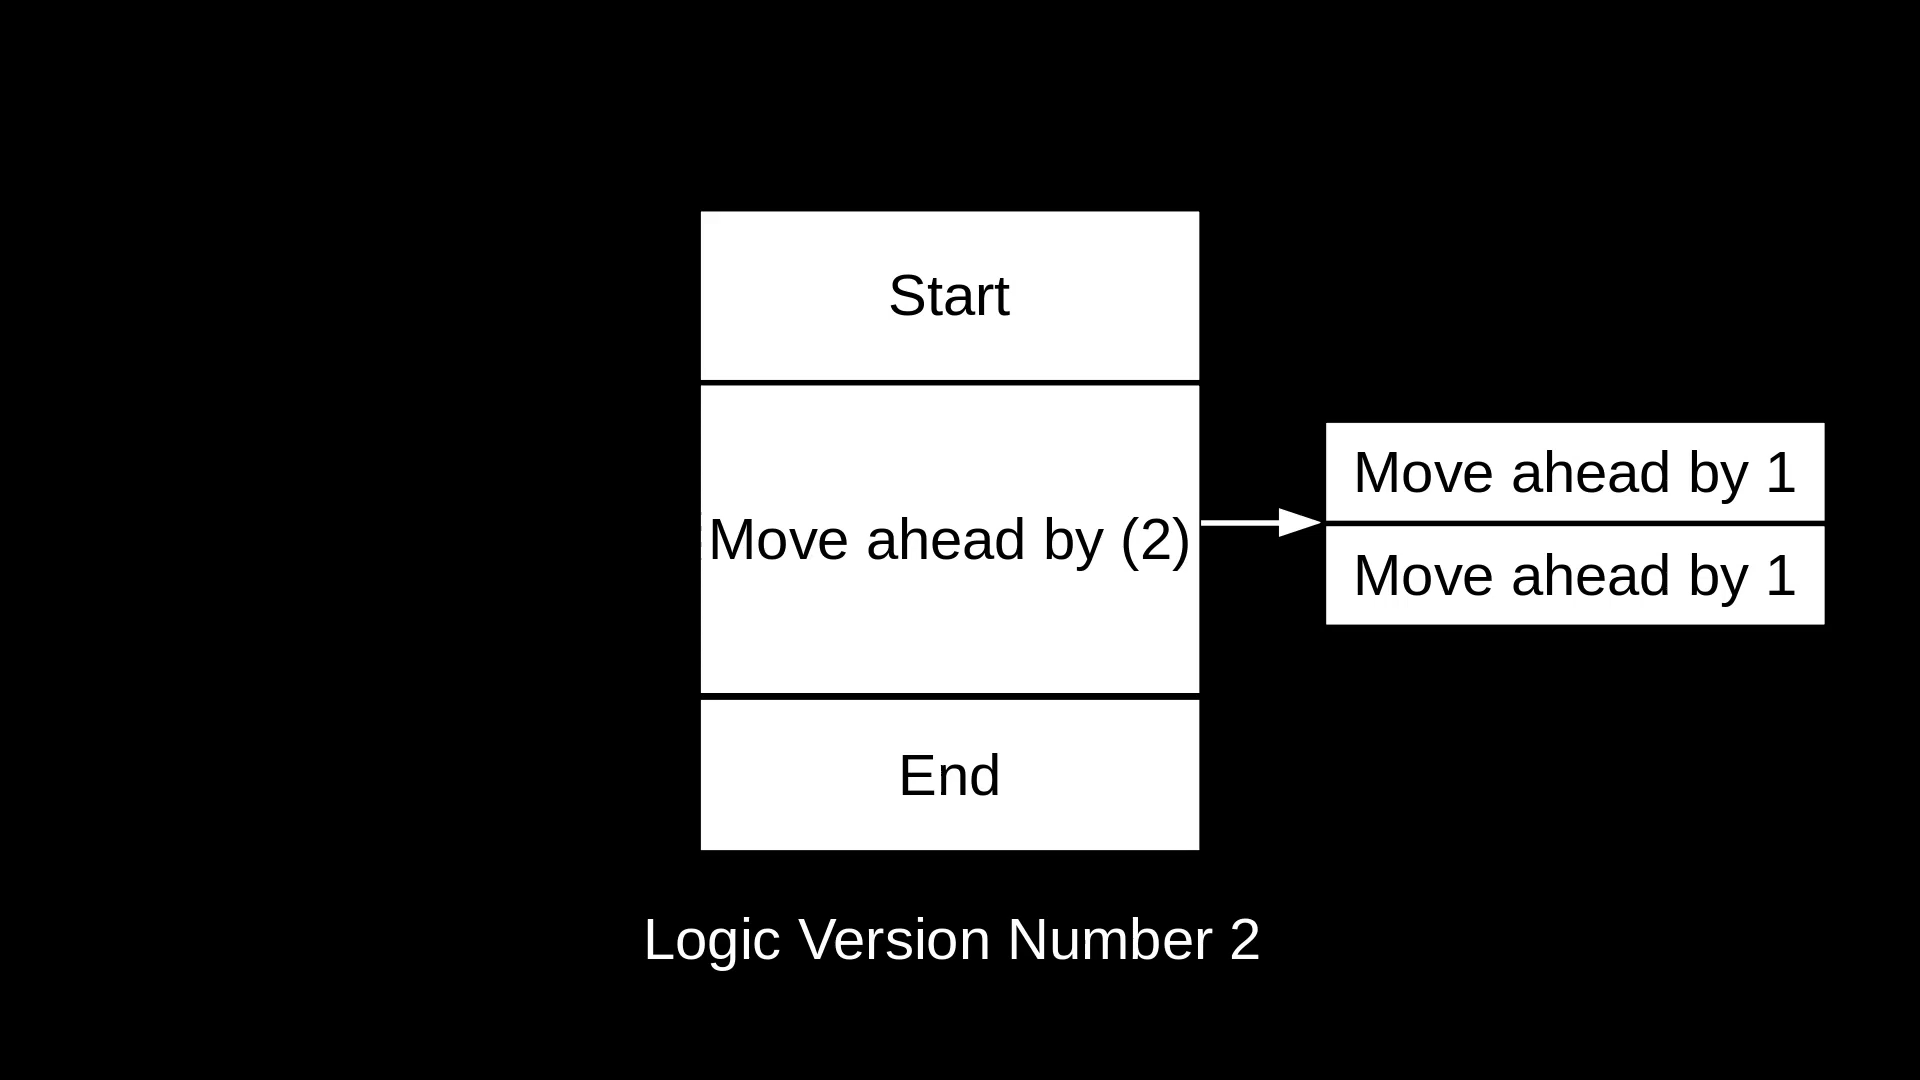 Start
Move ahead by (2)
Move ahead by 1
Move ahead by 1
End
Logic Version Number 2